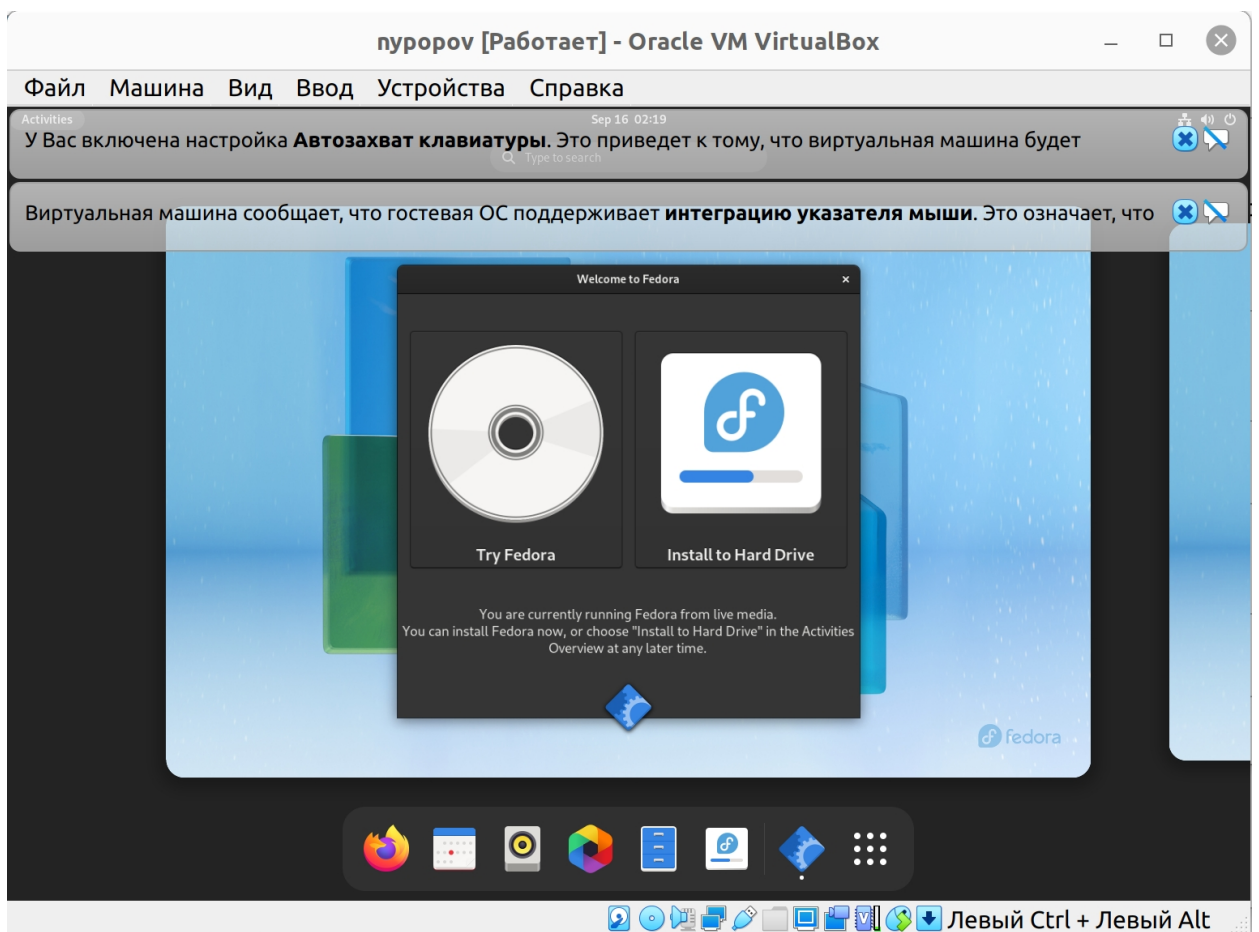 nypopov [Работает] - Oracle VM VirtualBox
Файл Машина Вид Ввод Устройства Справка
Activities Sep 16 02:19
У Вас включена настройка Автозахват клавиатуры. Это приведет к тому, что виртуальная машина будет
Type to search
Виртуальная машина сообщает, что гостевая ОС поддерживает интеграцию указателя мыши. Это означает, что
Welcome to Fedora
Try Fedora
Install to Hard Drive
You are currently running Fedora from live media.
You can install Fedora now, or choose "Install to Hard Drive" in the Activities
Overview at any later time.
fedora
Левый Ctrl + Левый Alt